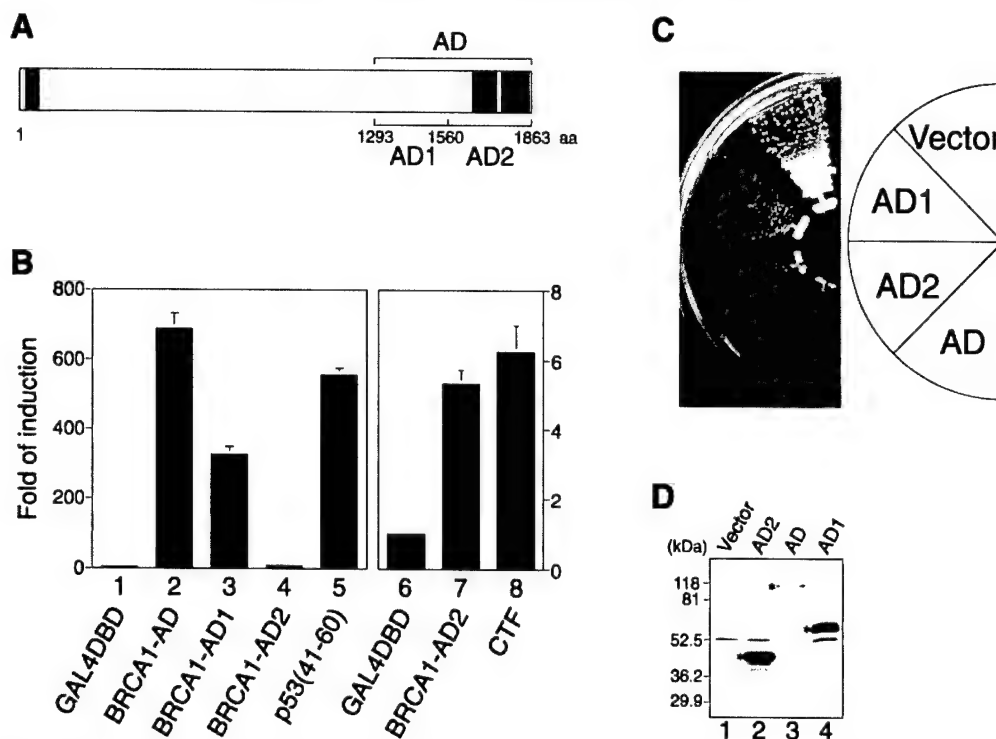 A
AD
1 1293 1560 1863 aa
AD1 AD2
B
Fold of induction
800
600
400
200
0
8
6
4
2
0
1 2 3 4 5 6 7 8
GAL4DBD
BRCA1-AD
BRCA1-AD1
BRCA1-AD2
p53(41-60)
GAL4DBD
BRCA1-AD2
CTF
C
Vector
AD1
AD2
AD
D
(kDa) Vector AD2 AD AD1
118
81
52.5
36.2
29.9
1 2 3 4